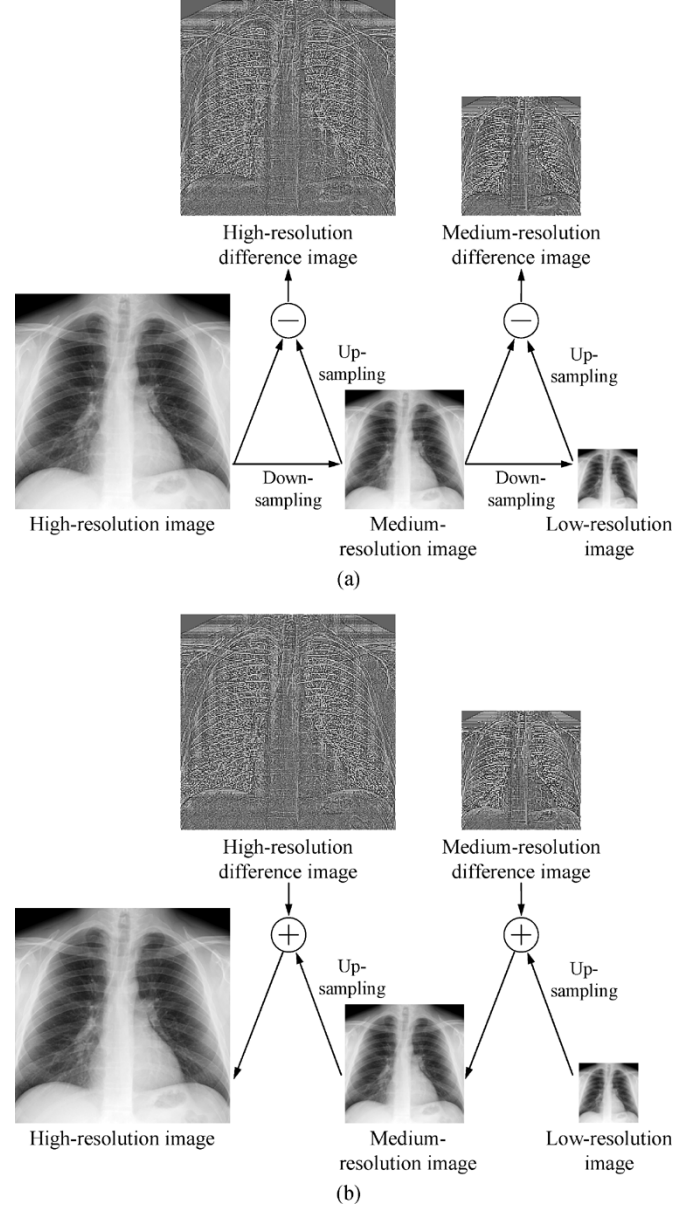 High-resolution
difference image
Medium-resolution
difference image
Up-
sampling
Up-
sampling
Down-
sampling
Down-
sampling
High-resolution image
Medium-
resolution image
Low-resolution
image
(a)
High-resolution
difference image
Medium-resolution
difference image
Up-
sampling
Up-
sampling
High-resolution image
Medium-
resolution image
Low-resolution
image
(b)